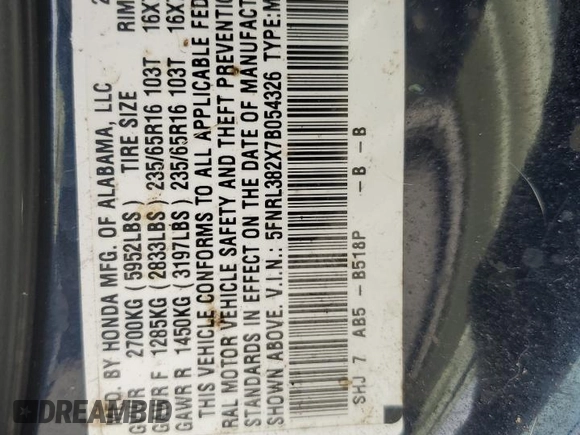 D. BY HONDA MFG. OF ALABAMA, LLC 2
R 2700KG ( 5952LBS ) TIRE SIZE RIM
GAWR F 1285KG ( 2833LBS ) 235/65R16 103T 16X
GAWR R 1450KG ( 3197LBS ) 235/65R16 103T 16X
THIS VEHICLE CONFORMS TO ALL APPLICABLE FED
RAL MOTOR VEHICLE SAFETY AND THEFT PREVENTION
STANDARDS IN EFFECT ON THE DATE OF MANUFACT
SHOWN ABOVE. V.I.N.: 5FNRL382X7B054326 TYPE:M
SHJ 7 AB5 - B518P - B - B
DREAMBID